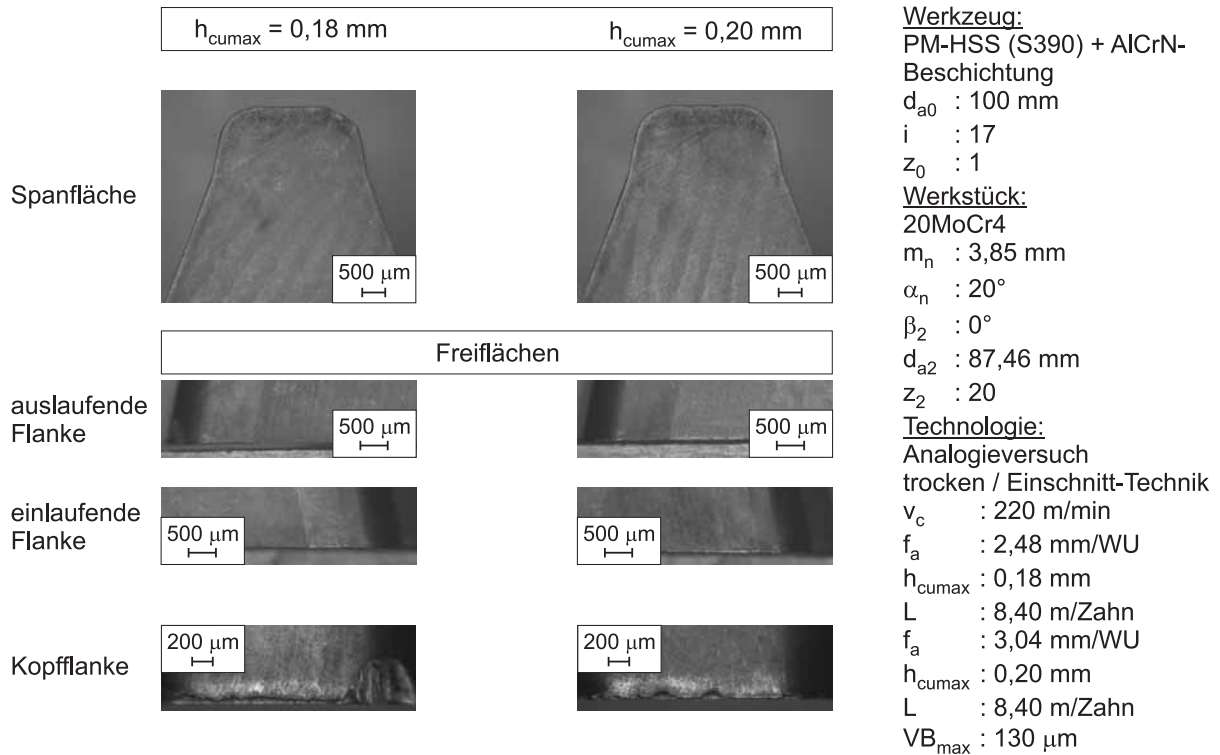 h_cumax = 0,18 mm
h_cumax = 0,20 mm
Spanfläche
500 μm
500 μm
Freiflächen
auslaufende
Flanke
500 μm
500 μm
einlaufende
Flanke
500 μm
500 μm
Kopfflanke
200 μm
200 μm
Werkzeug:
PM-HSS (S390) + AlCrN-
Beschichtung
d_a0 : 100 mm
i : 17
z_0 : 1
Werkstück:
20MoCr4
m_n : 3,85 mm
α_n : 20°
β_2 : 0°
d_a2 : 87,46 mm
z_2 : 20
Technologie:
Analogieversuch
trocken / Einschnitt-Technik
v_c : 220 m/min
f_a : 2,48 mm/WU
h_cumax : 0,18 mm
L : 8,40 m/Zahn
f_a : 3,04 mm/WU
h_cumax : 0,20 mm
L : 8,40 m/Zahn
VB_max : 130 μm